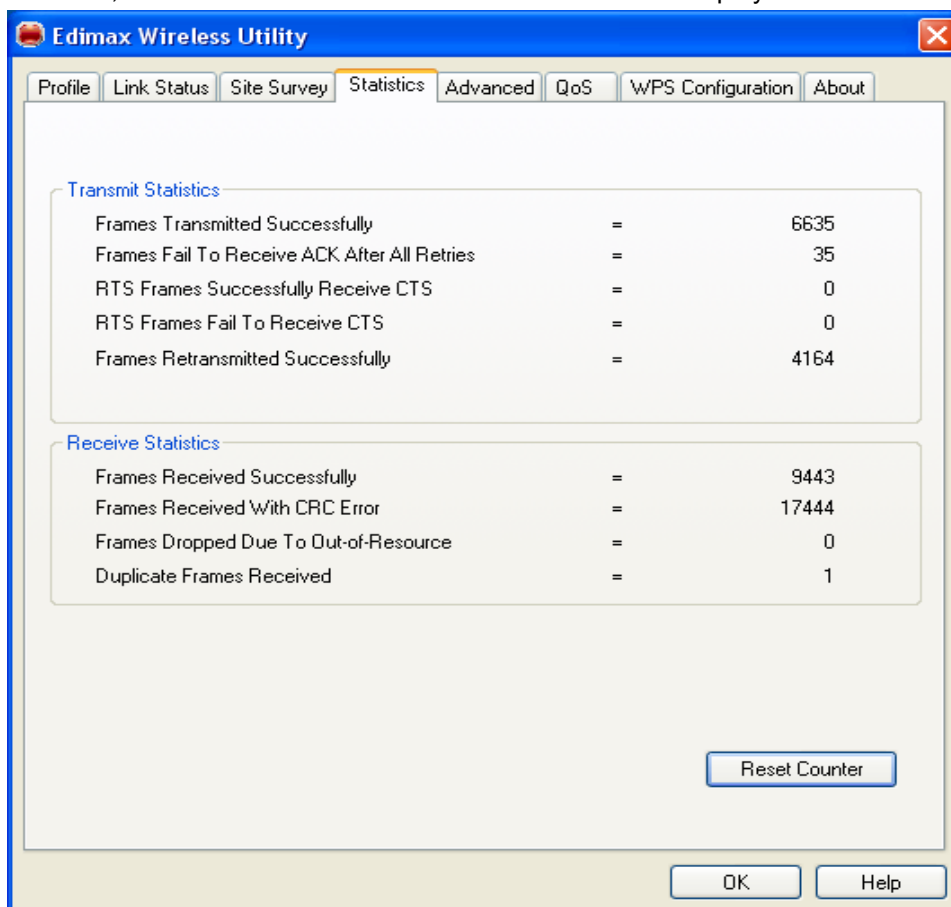 Edimax Wireless Utility
Profile Link Status Site Survey Statistics Advanced QoS WPS Configuration About
Transmit Statistics
Frames Transmitted Successfully = 6635
Frames Fail To Receive ACK After All Retries = 35
RTS Frames Successfully Receive CTS = 0
RTS Frames Fail To Receive CTS = 0
Frames Retransmitted Successfully = 4164
Receive Statistics
Frames Received Successfully = 9443
Frames Received With CRC Error = 17444
Frames Dropped Due To Out-of-Resource = 0
Duplicate Frames Received = 1
Reset Counter
OK Help